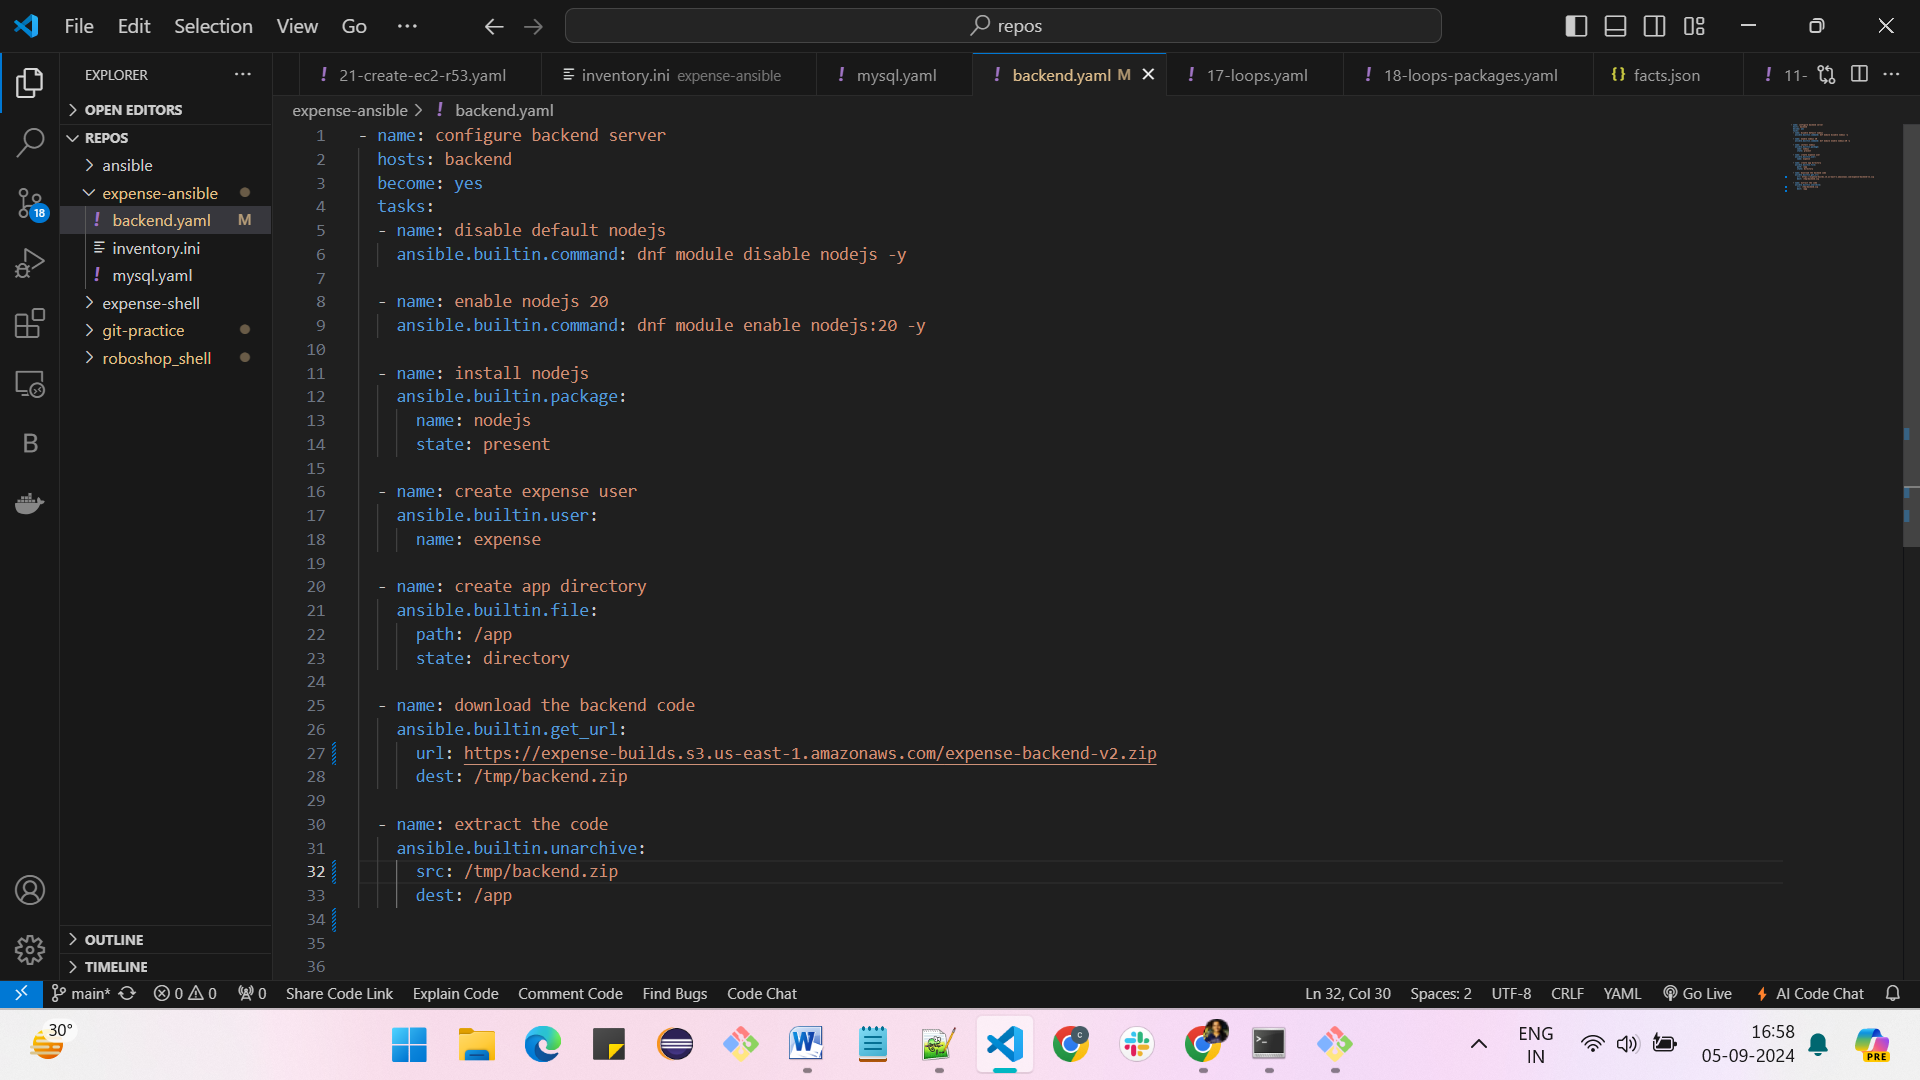 File Edit Selection View Go ···
repos
EXPLORER
OPEN EDITORS
REPOS
ansible
expense-ansible
! backend.yaml M
inventory.ini
! mysql.yaml
expense-shell
git-practice
roboshop_shell
OUTLINE
TIMELINE
18
B
! 21-create-ec2-r53.yaml
inventory.ini expense-ansible
! mysql.yaml
! backend.yaml M
! 17-loops.yaml
! 18-loops-packages.yaml
{} facts.json
! 11-
expense-ansible > ! backend.yaml
1 - name: configure backend server
2 hosts: backend
3 become: yes
4 tasks:
5 - name: disable default nodejs
6 ansible.builtin.command: dnf module disable nodejs -y
7
8 - name: enable nodejs 20
9 ansible.builtin.command: dnf module enable nodejs:20 -y
10
11 - name: install nodejs
12 ansible.builtin.package:
13 name: nodejs
14 state: present
15
16 - name: create expense user
17 ansible.builtin.user:
18 name: expense
19
20 - name: create app directory
21 ansible.builtin.file:
22 path: /app
23 state: directory
24
25 - name: download the backend code
26 ansible.builtin.get_url:
27 url: https://expense-builds.s3.us-east-1.amazonaws.com/expense-backend-v2.zip
28 dest: /tmp/backend.zip
29
30 - name: extract the code
31 ansible.builtin.unarchive:
32 src: /tmp/backend.zip
33 dest: /app
34
35
36
main* 0 0 0 Share Code Link Explain Code Comment Code Find Bugs Code Chat Ln 32, Col 30 Spaces: 2 UTF-8 CRLF YAML Go Live AI Code Chat
30°
W
c
ENG
IN
16:58
05-09-2024
PRE